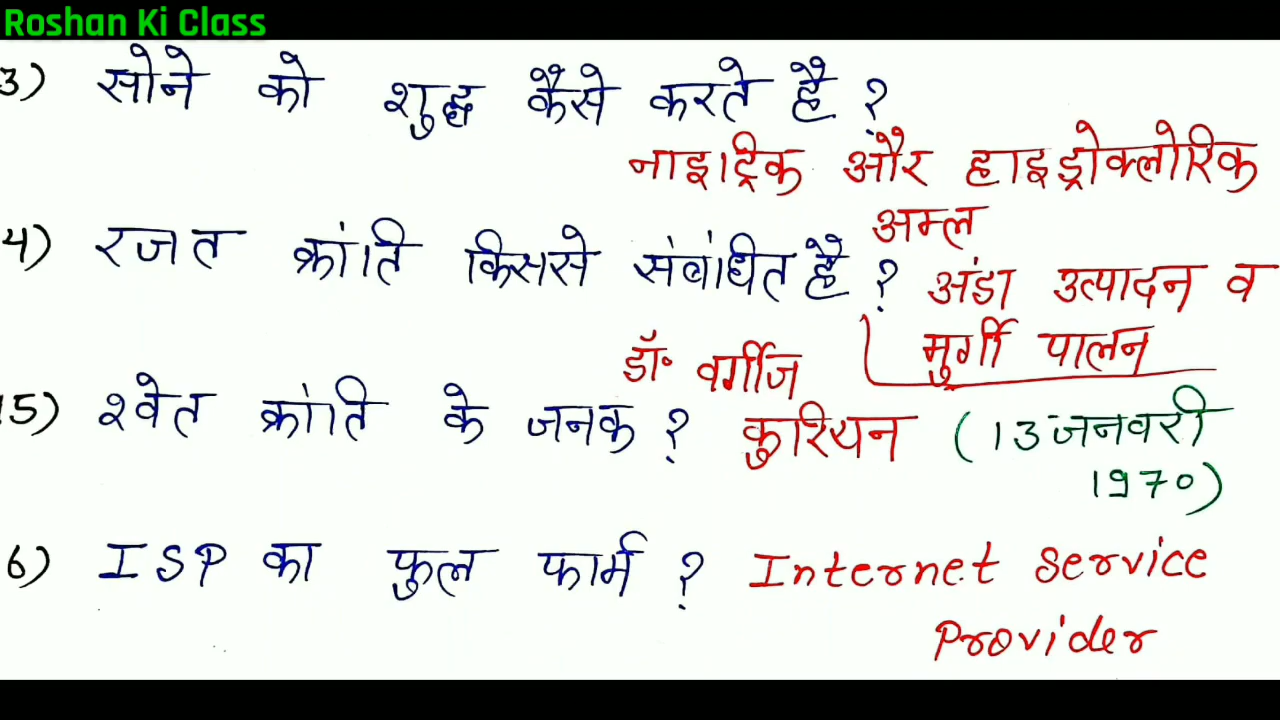 Roshan Ki Class
3) सोने को शुद्ध कैसे करते है ?
नाइट्रिक और हाइड्रोक्लोरिक
अम्ल
4) रजत क्रांति किससे संबंधित है ? अंडा उत्पादन व
मुर्गी पालन
डॉ॰ वर्गीज
15) श्वेत क्रांति के जनक ? कुरियन (13 जनवरी
1970)
6) ISP का फुल फार्म ? Internet Service
Provider